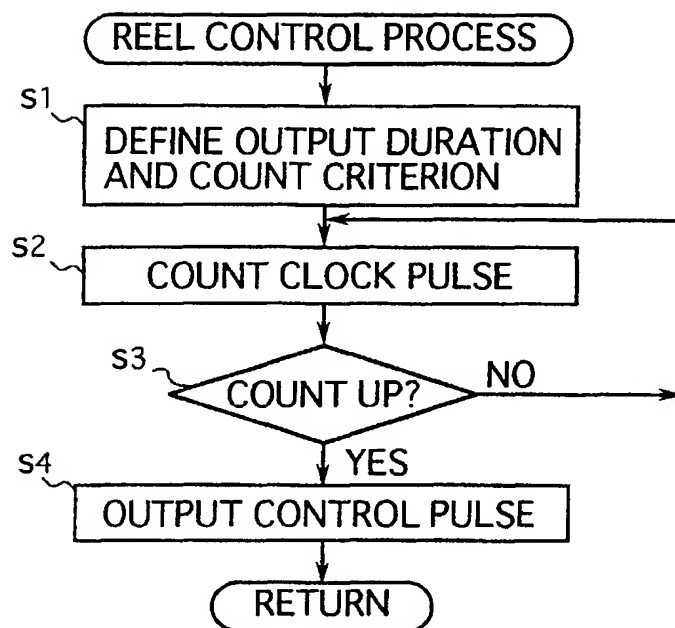 REEL CONTROL PROCESS
S1
DEFINE OUTPUT DURATION
AND COUNT CRITERION
S2
COUNT CLOCK PULSE
S3
COUNT UP?
NO
YES
S4
OUTPUT CONTROL PULSE
RETURN